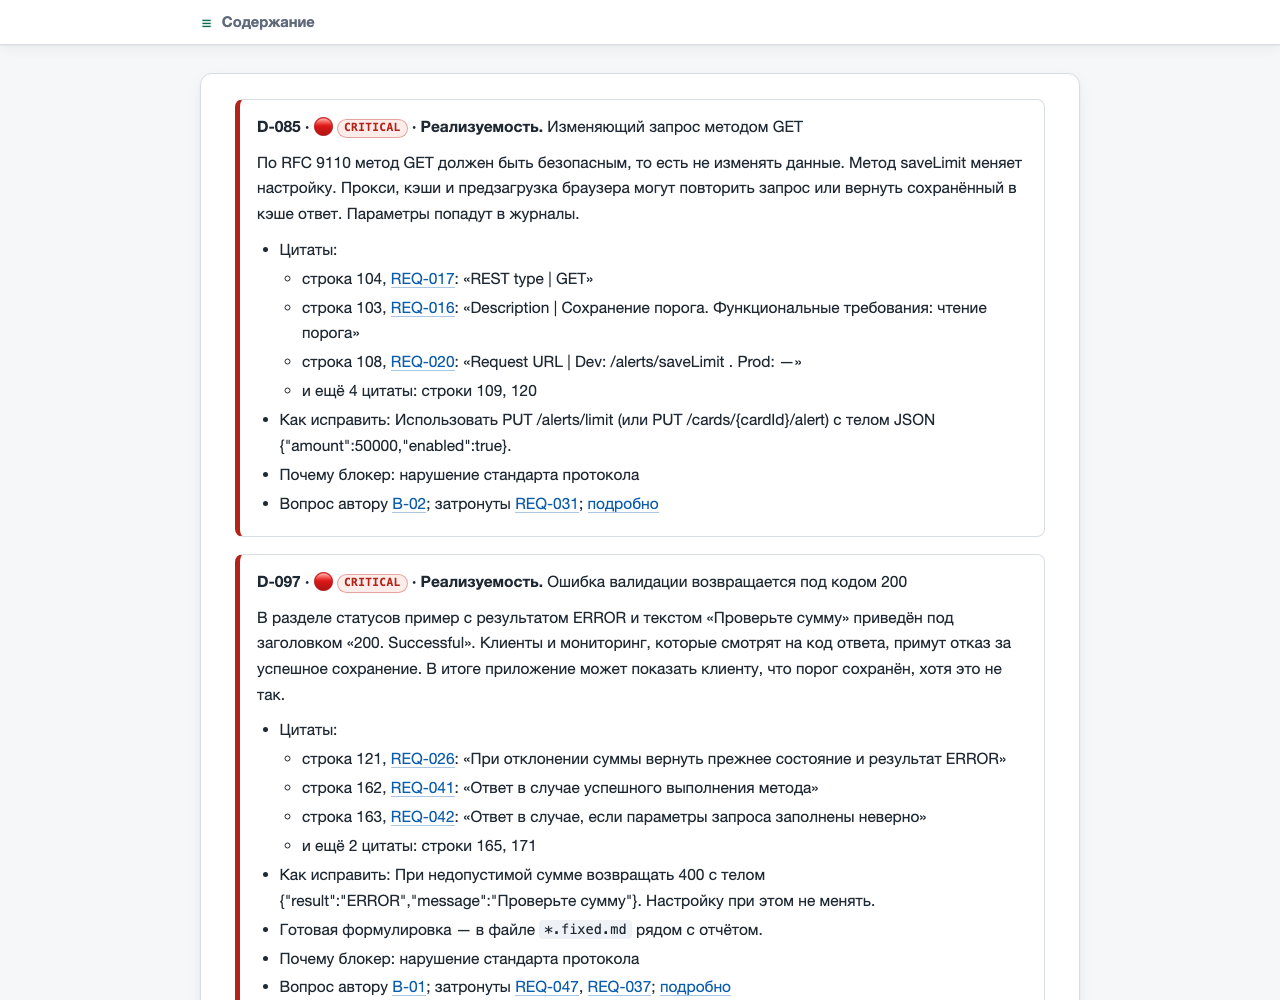 ≡ Содержание
D-085 · 🔴 CRITICAL · Реализуемость. Изменяющий запрос методом GET
По RFC 9110 метод GET должен быть безопасным, то есть не изменять данные. Метод saveLimit меняет
настройку. Прокси, кэши и предзагрузка браузера могут повторить запрос или вернуть сохранённый в
кэше ответ. Параметры попадут в журналы.
• Цитаты:
◦ строка 104, REQ-017: «REST type | GET»
◦ строка 103, REQ-016: «Description | Сохранение порога. Функциональные требования: чтение
порога»
◦ строка 108, REQ-020: «Request URL | Dev: /alerts/saveLimit . Prod: —»
◦ и ещё 4 цитаты: строки 109, 120
• Как исправить: Использовать PUT /alerts/limit (или PUT /cards/{cardId}/alert) с телом JSON
{"amount":50000,"enabled":true}.
• Почему блокер: нарушение стандарта протокола
• Вопрос автору B-02; затронуты REQ-031; подробно
D-097 · 🔴 CRITICAL · Реализуемость. Ошибка валидации возвращается под кодом 200
В разделе статусов пример с результатом ERROR и текстом «Проверьте сумму» приведён под
заголовком «200. Successful». Клиенты и мониторинг, которые смотрят на код ответа, примут отказ за
успешное сохранение. В итоге приложение может показать клиенту, что порог сохранён, хотя это не
так.
• Цитаты:
◦ строка 121, REQ-026: «При отклонении суммы вернуть прежнее состояние и результат ERROR»
◦ строка 162, REQ-041: «Ответ в случае успешного выполнения метода»
◦ строка 163, REQ-042: «Ответ в случае, если параметры запроса заполнены неверно»
◦ и ещё 2 цитаты: строки 165, 171
• Как исправить: При недопустимой сумме возвращать 400 с телом
{"result":"ERROR","message":"Проверьте сумму"}. Настройку при этом не менять.
• Готовая формулировка — в файле *.fixed.md рядом с отчётом.
• Почему блокер: нарушение стандарта протокола
• Вопрос автору B-01; затронуты REQ-047, REQ-037; подробно